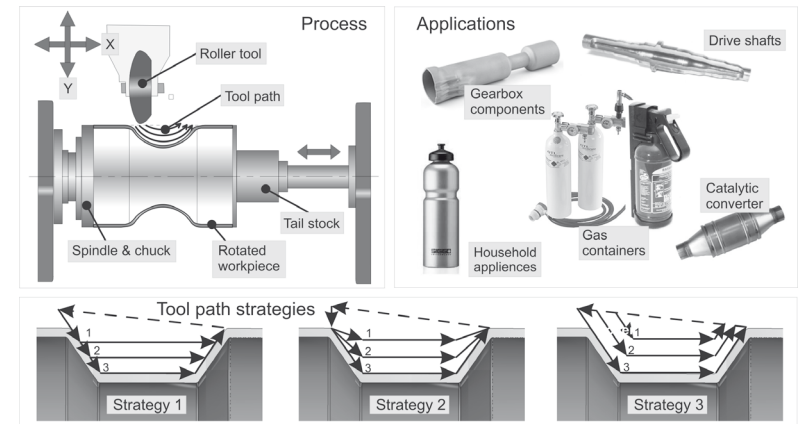 Process
X
Y
Roller tool
Tool path
Tail stock
Spindle & chuck
Rotated
workpiece
Applications
Drive shafts
Gearbox
components
Catalytic
converter
Gas
containers
Household
appliences
SIGG
Tool path strategies
1
2
3
Strategy 1
1
2
3
Strategy 2
1
2
3
Strategy 3